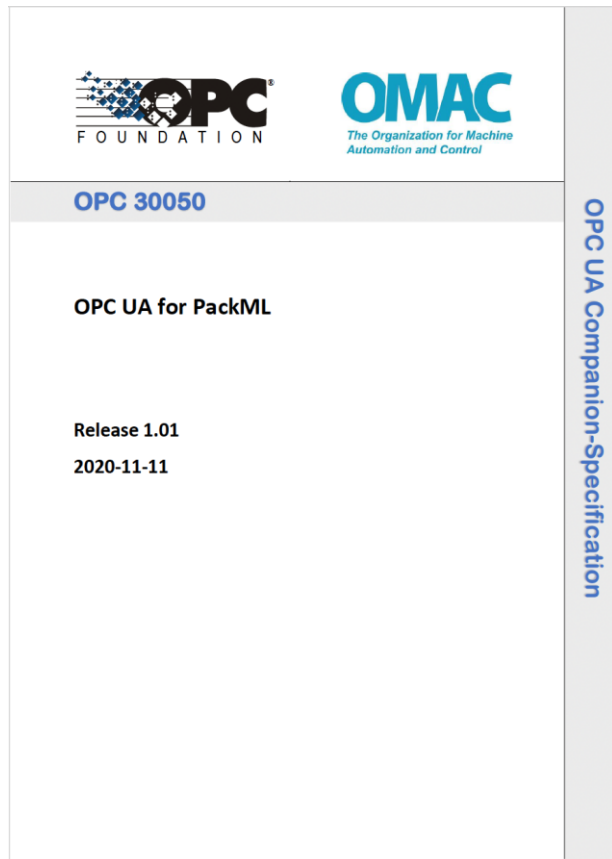 OPC®
FOUNDATION
OMAC
The Organization for Machine
Automation and Control
OPC 30050
OPC UA for PackML
Release 1.01
2020-11-11
OPC UA Companion-Specification